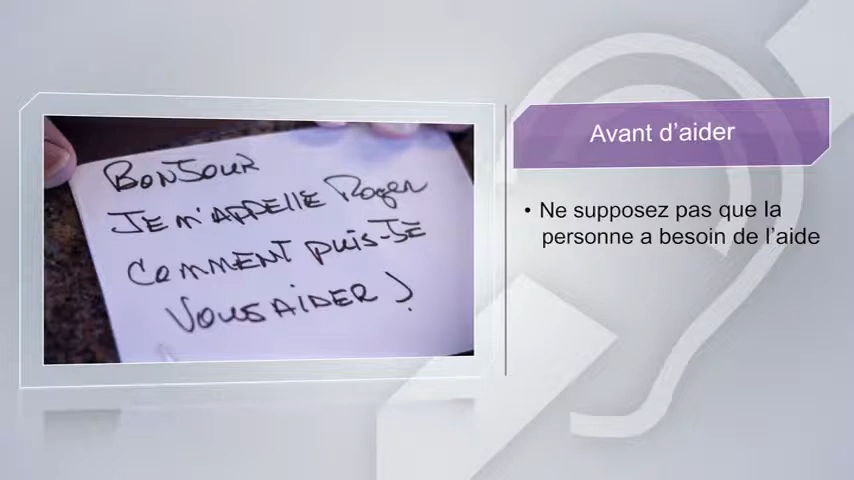 BONJOUR
JE M'APPELLE Roger
COMMENT PUIS-JE
VOUS AIDER ?
Avant d'aider
• Ne supposez pas que la
personne a besoin de l'aide